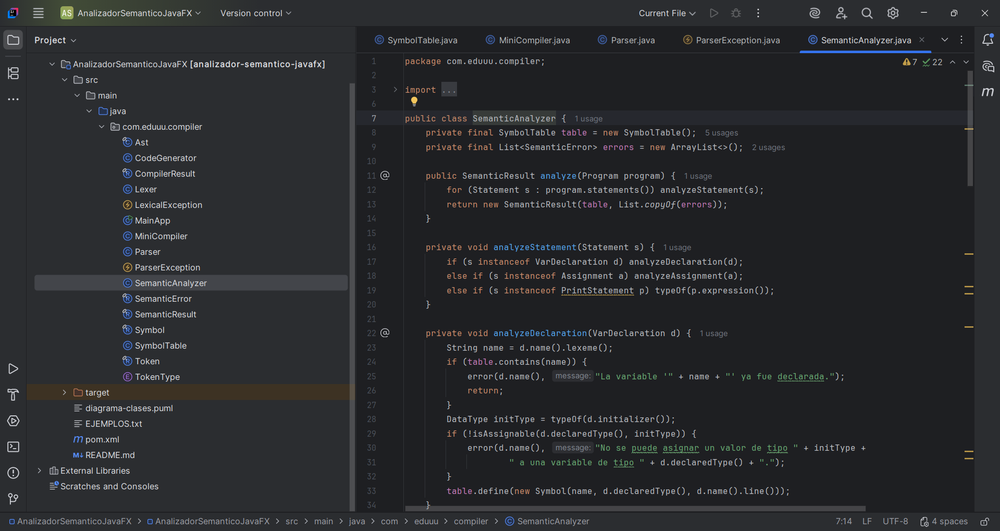 AS AnalizadorSemanticoJavaFX Version control Current File
Project
AnalizadorSemanticoJavaFX [analizador-semantico-javafx]
src
main
java
com.eduuu.compiler
Ast
CodeGenerator
CompilerResult
Lexer
LexicalException
MainApp
MiniCompiler
Parser
ParserException
SemanticAnalyzer
SemanticError
SemanticResult
Symbol
SymbolTable
Token
TokenType
target
diagrama-clases.puml
EJEMPLOS.txt
m pom.xml
M↓ README.md
External Libraries
Scratches and Consoles
SymbolTable.java MiniCompiler.java Parser.java ParserException.java SemanticAnalyzer.java
7 22
m
1 package com.eduuu.compiler;
2
3 import ...
6
7 public class SemanticAnalyzer { 1 usage
8 private final SymbolTable table = new SymbolTable(); 5 usages
9 private final List<SemanticError> errors = new ArrayList<>(); 2 usages
10
11 @ public SemanticResult analyze(Program program) { 1 usage
12 for (Statement s : program.statements()) analyzeStatement(s);
13 return new SemanticResult(table, List.copyOf(errors));
14 }
15
16 private void analyzeStatement(Statement s) { 1 usage
17 if (s instanceof VarDeclaration d) analyzeDeclaration(d);
18 else if (s instanceof Assignment a) analyzeAssignment(a);
19 else if (s instanceof PrintStatement p) typeOf(p.expression());
20 }
21
22 @ private void analyzeDeclaration(VarDeclaration d) { 1 usage
23 String name = d.name().lexeme();
24 if (table.contains(name)) {
25 error(d.name(), message: "La variable '" + name + "' ya fue declarada.");
26 return;
27 }
28 DataType initType = typeOf(d.initializer());
29 if (!isAssignable(d.declaredType(), initType)) {
30 error(d.name(), message: "No se puede asignar un valor de tipo " + initType +
31 " a una variable de tipo " + d.declaredType() + ".");
32 }
33 table.define(new Symbol(name, d.declaredType(), d.name().line()));
34 }
AnalizadorSemanticoJavaFX > AnalizadorSemanticoJavaFX > src > main > java > com > eduuu > compiler > SemanticAnalyzer 7:14 LF UTF-8 4 spaces